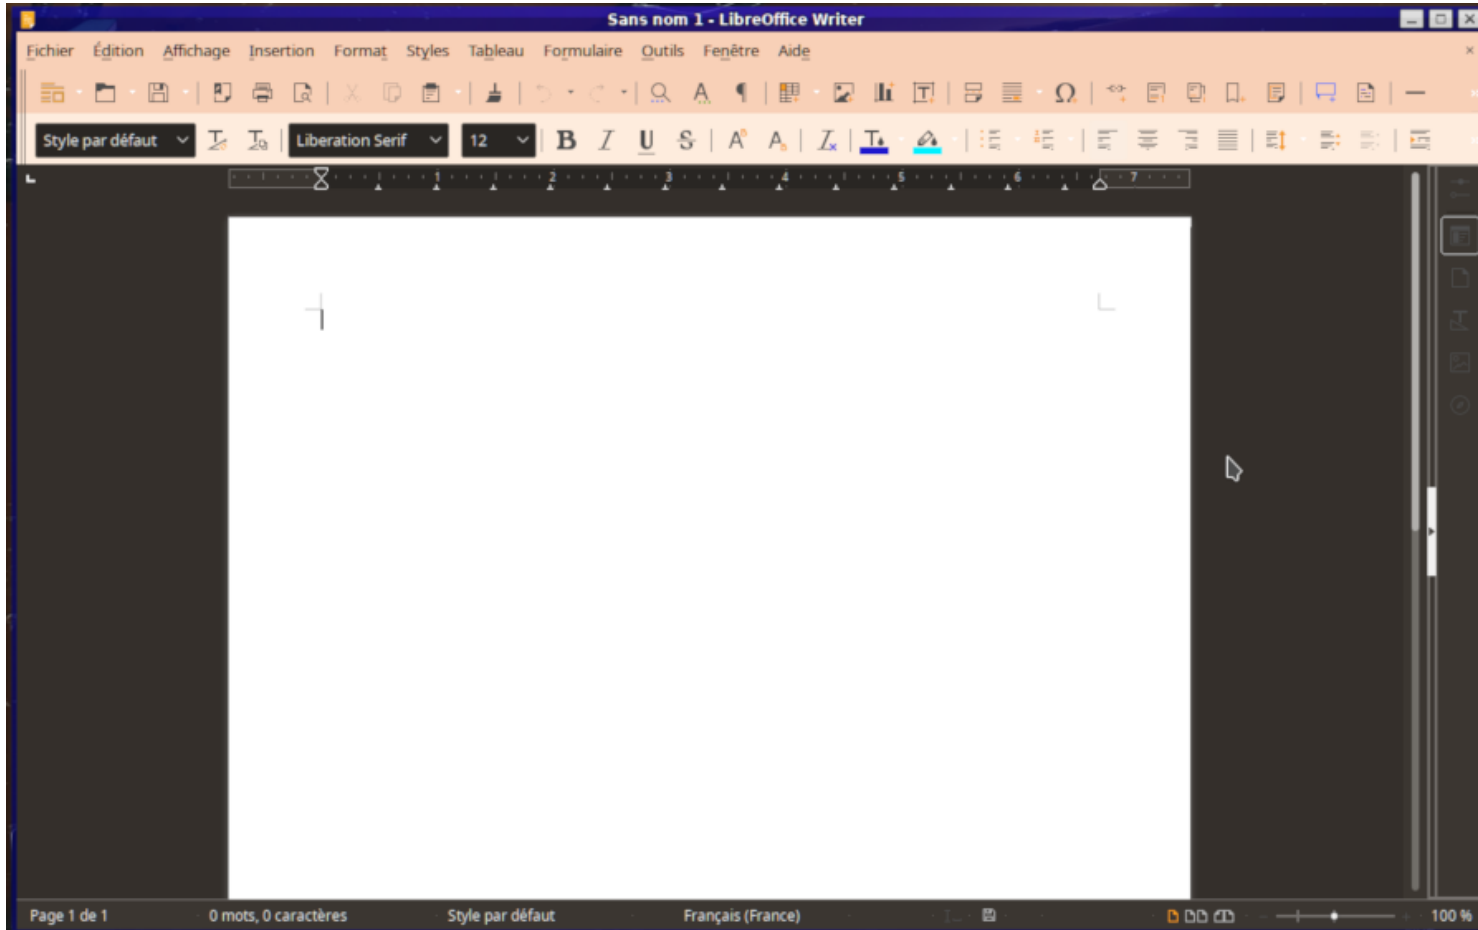 Sans nom 1 - LibreOffice Writer
Fichier Édition Affichage Insertion Format Styles Tableau Formulaire Outils Fenêtre Aide
Style par défaut Liberation Serif 12
1 2 3 4 5 6 7
Page 1 de 1 0 mots, 0 caractères Style par défaut Français (France) 100 %